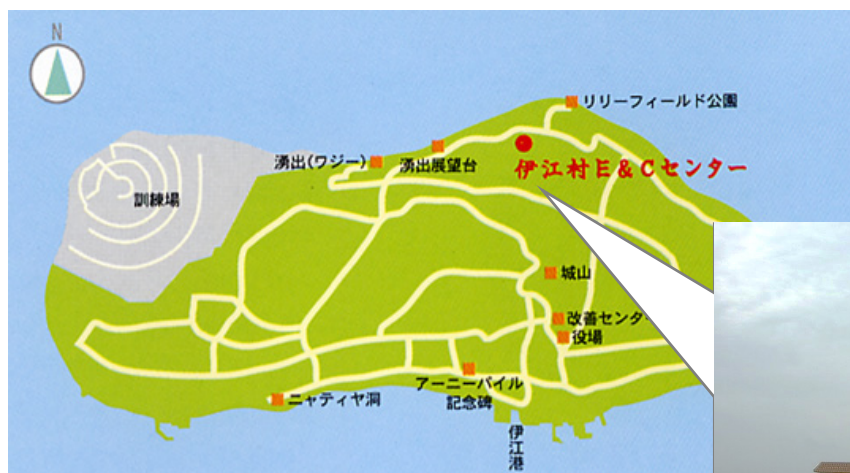 N
リリーフィールド公園
湧出(ワジー)
湧出展望台
伊江村E&Cセンター
訓練場
城山
改善センター
役場
アーニーパイル
記念碑
ニャティヤ洞
伊江港